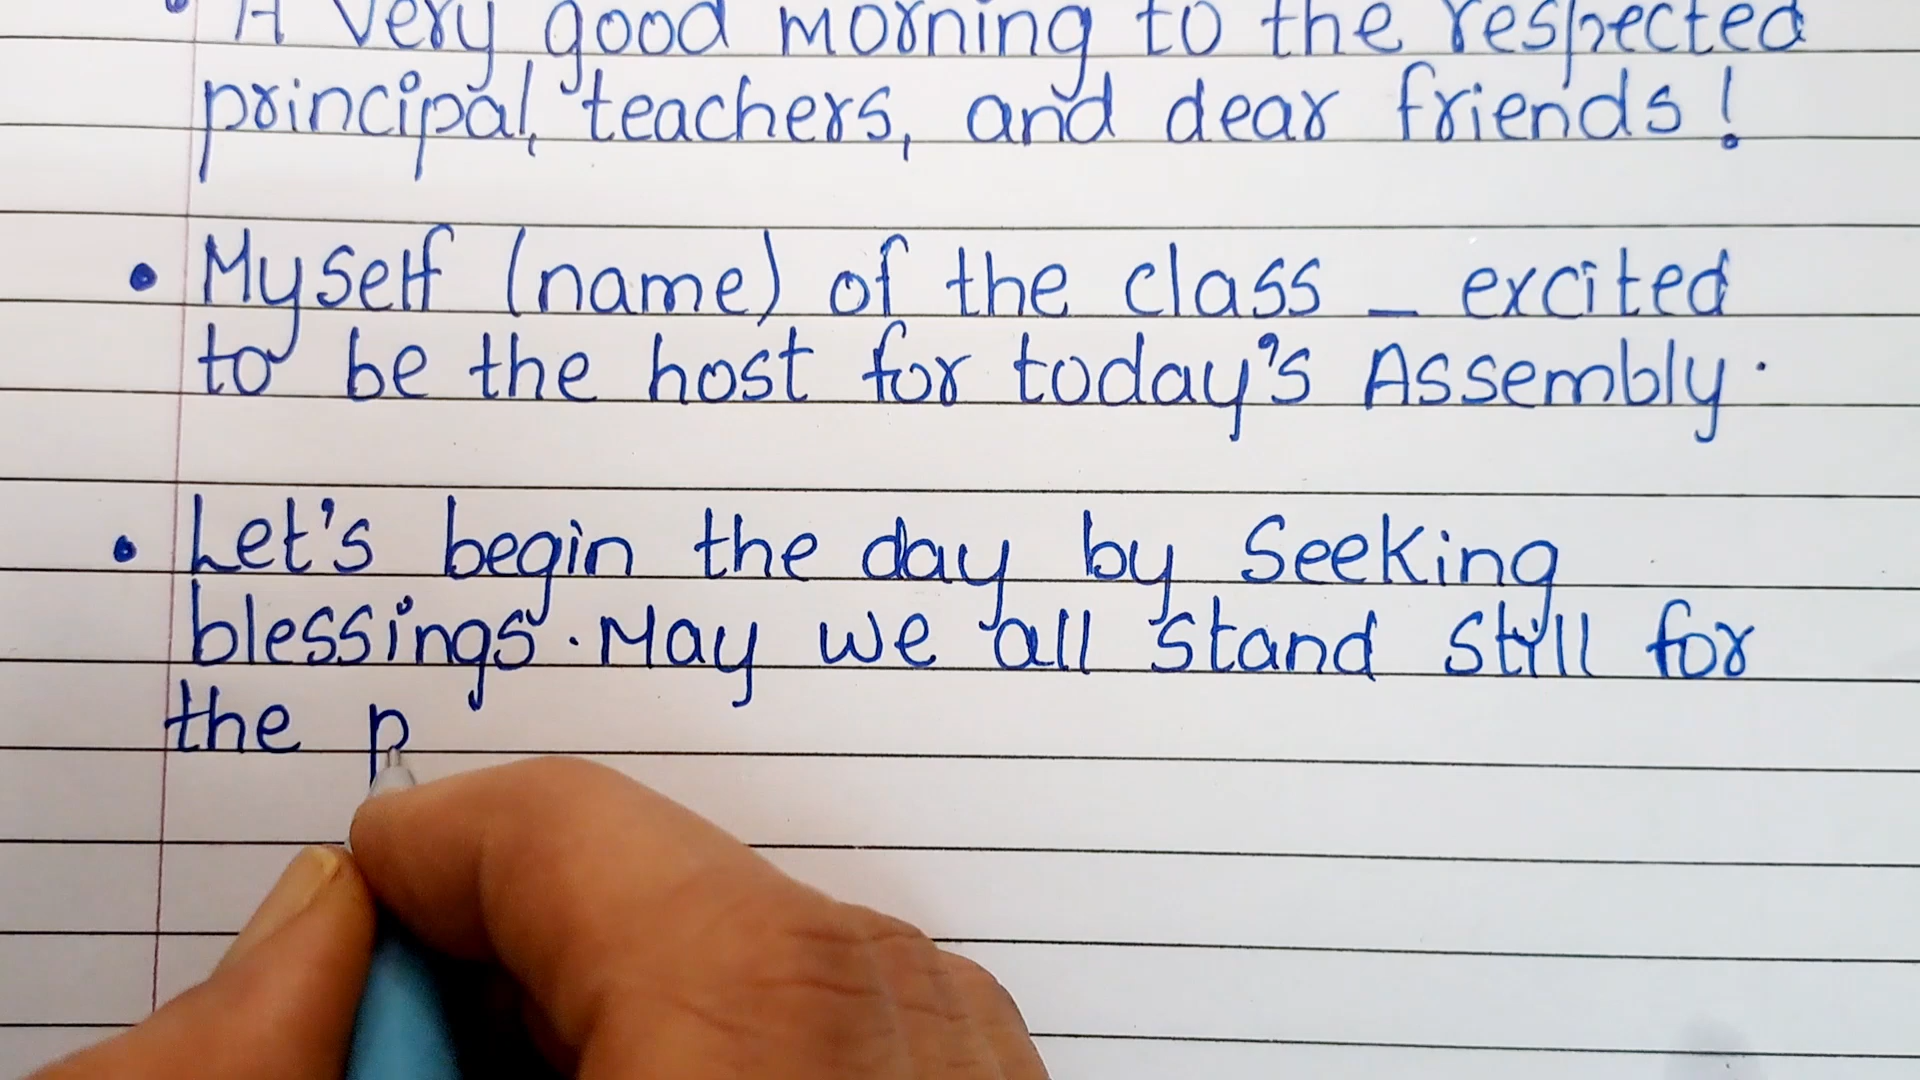 • A very good morning to the respected
principal, teachers, and dear friends!
• Myself (name) of the class _ excited
to be the host for today's Assembly.
• Let's begin the day by Seeking
blessings. May we all stand still for
the p